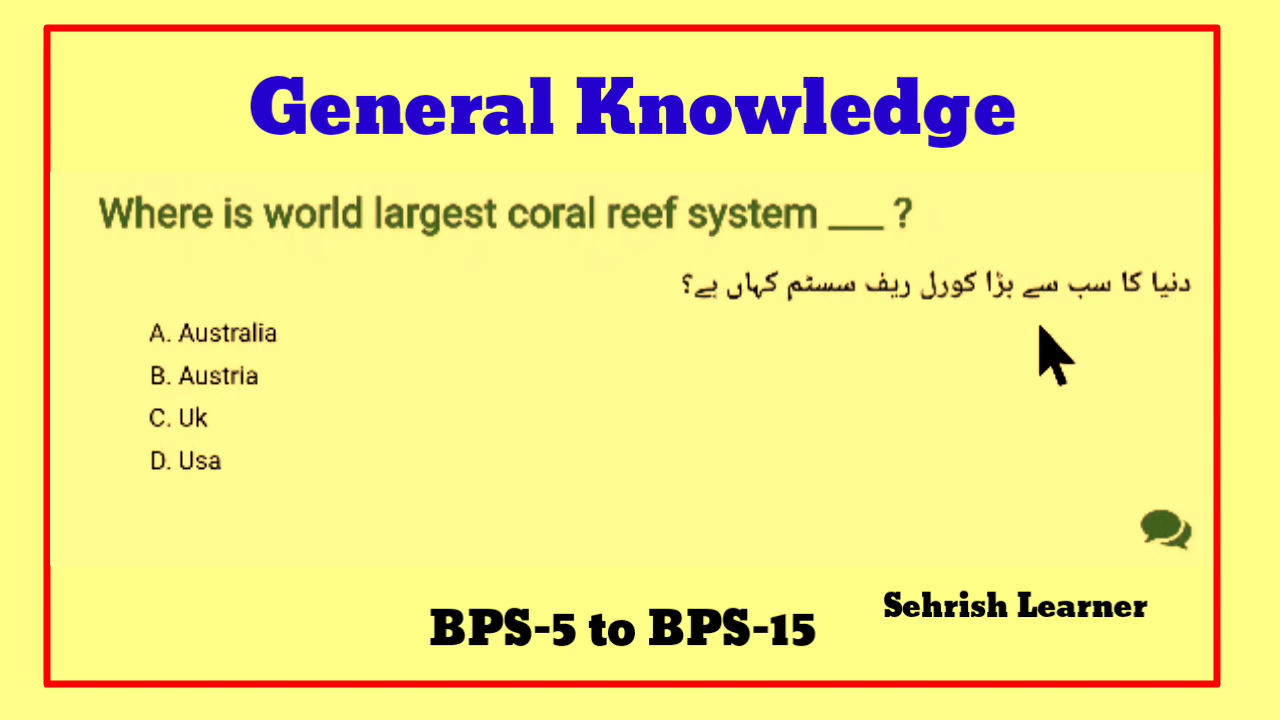 General Knowledge
Where is world largest coral reef system ___ ?
دنیا کا سب سے بڑا کورل ریف سسٹم کہاں ہے؟
A. Australia
B. Austria
C. Uk
D. Usa
Sehrish Learner
BPS-5 to BPS-15